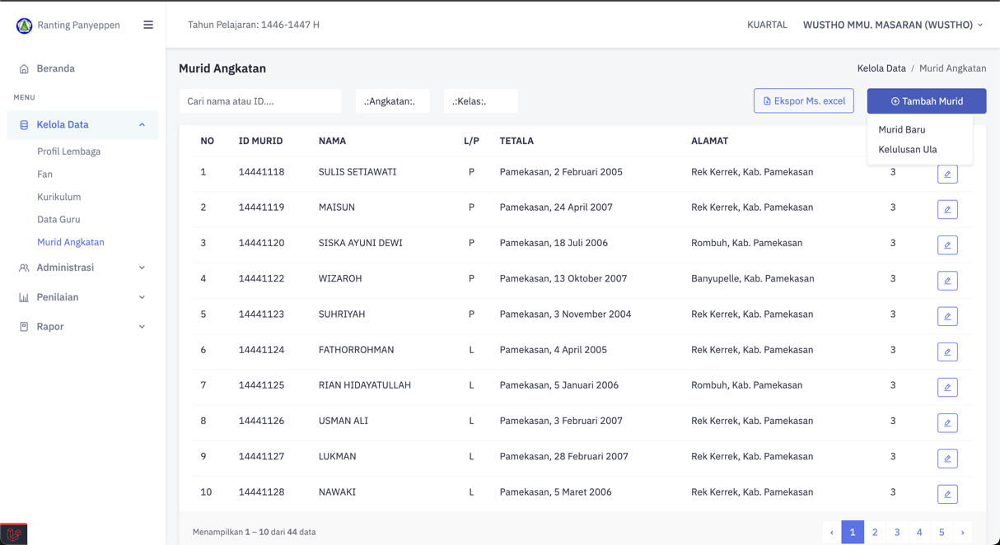 Ranting Panyeppen
Tahun Pelajaran: 1446-1447 H
KUARTAL
WUSTHO MMU. MASARAN (WUSTHO)
Beranda
MENU
Kelola Data
Profil Lembaga
Fan
Kurikulum
Data Guru
Murid Angkatan
Administrasi
Penilaian
Rapor
Murid Angkatan
Kelola Data / Murid Angkatan
Cari nama atau ID....
.:Angkatan:.
.:Kelas:.
Ekspor Ms. excel
Tambah Murid
Murid Baru
Kelulusan Ula
NO ID MURID NAMA L/P TETALA ALAMAT
1 14441118 SULIS SETIAWATI P Pamekasan, 2 Februari 2005 Rek Kerrek, Kab. Pamekasan 3
2 14441119 MAISUN P Pamekasan, 24 April 2007 Rek Kerrek, Kab. Pamekasan 3
3 14441120 SISKA AYUNI DEWI P Pamekasan, 18 Juli 2006 Rombuh, Kab. Pamekasan 3
4 14441122 WIZAROH P Pamekasan, 13 Oktober 2007 Banyupelle, Kab. Pamekasan 3
5 14441123 SUHRIYAH P Pamekasan, 3 November 2004 Rek Kerrek, Kab. Pamekasan 3
6 14441124 FATHORROHMAN L Pamekasan, 4 April 2005 Rek Kerrek, Kab. Pamekasan 3
7 14441125 RIAN HIDAYATULLAH L Pamekasan, 5 Januari 2006 Rombuh, Kab. Pamekasan 3
8 14441126 USMAN ALI L Pamekasan, 3 Februari 2007 Rek Kerrek, Kab. Pamekasan 3
9 14441127 LUKMAN L Pamekasan, 28 Februari 2007 Rek Kerrek, Kab. Pamekasan 3
10 14441128 NAWAKI L Pamekasan, 5 Maret 2006 Rek Kerrek, Kab. Pamekasan 3
Menampilkan 1 – 10 dari 44 data
‹ 1 2 3 4 5 ›